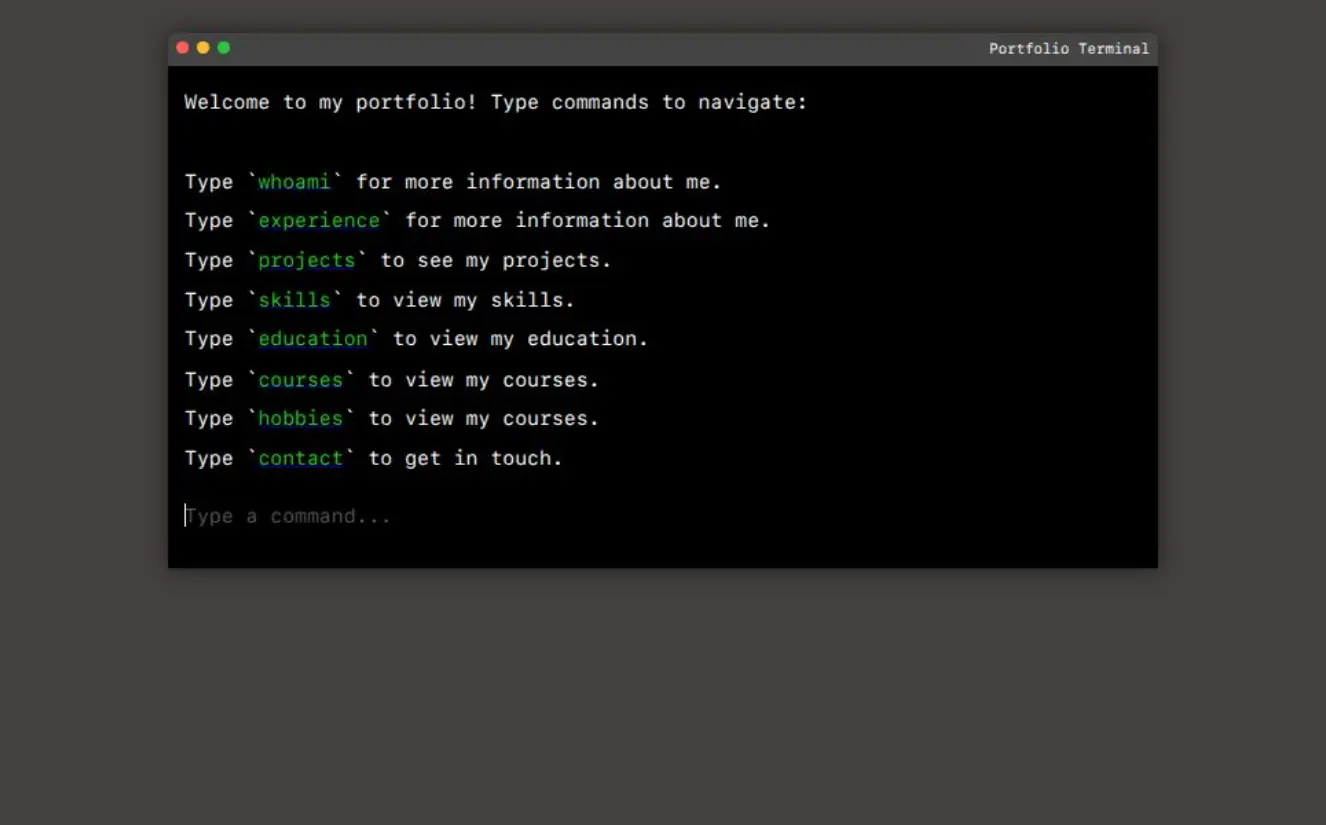 Portfolio Terminal
Welcome to my portfolio! Type commands to navigate:
Type `whoami` for more information about me.
Type `experience` for more information about me.
Type `projects` to see my projects.
Type `skills` to view my skills.
Type `education` to view my education.
Type `courses` to view my courses.
Type `hobbies` to view my courses.
Type `contact` to get in touch.
Type a command...